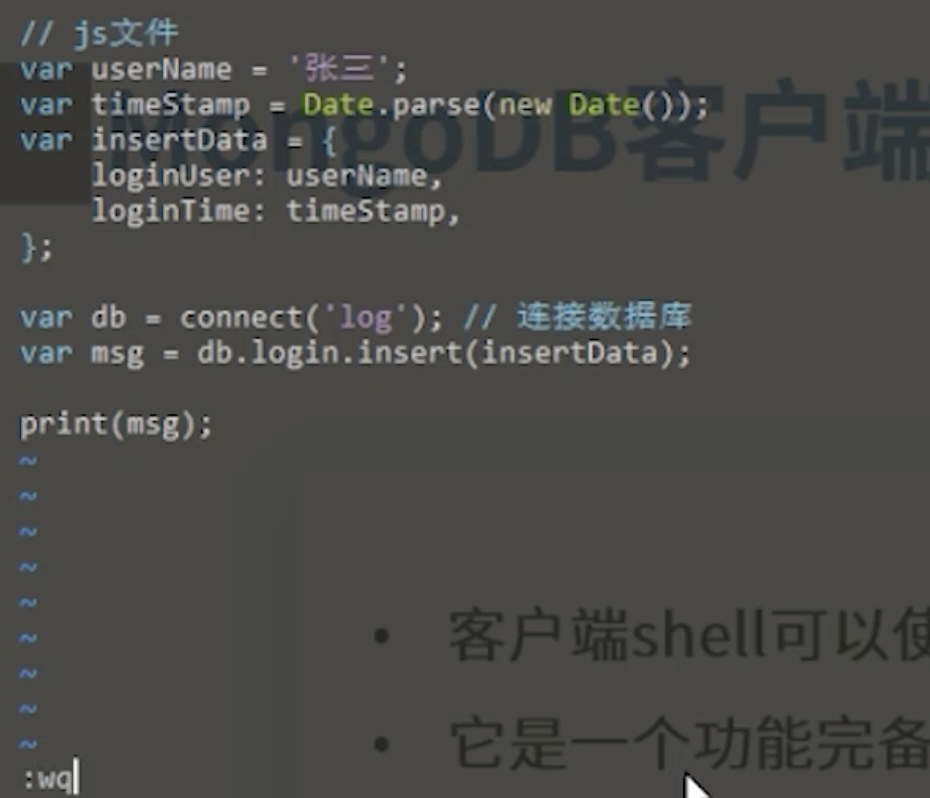 // js文件
var userName = '张三';
var timeStamp = Date.parse(new Date());
var insertData = {
    loginUser: userName,
    loginTime: timeStamp,
};
var db = connect('log'); // 连接数据库
var msg = db.login.insert(insertData);
print(msg);
~
~
~
~
~
~
~
~
~
:wq
MongoDB客户端
• 客户端shell可以使
• 它是一个功能完备